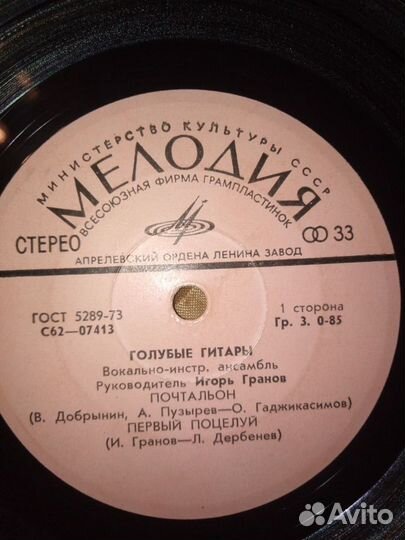 МИНИСТЕРСТВО КУЛЬТУРЫ СССР
МЕЛОДИЯ
ВСЕСОЮЗНАЯ ФИРМА ГРАМПЛАСТИНОК
СТЕРЕО
33
АПРЕЛЕВСКИЙ ОРДЕНА ЛЕНИНА ЗАВОД
ГОСТ 5289-73
1 сторона
С62—07413
Гр. 3. 0-85
ГОЛУБЫЕ ГИТАРЫ
Вокально-инстр. ансамбль
Руководитель Игорь Гранов
ПОЧТАЛЬОН
(В. Добрынин, А. Пузырев—О. Гаджикасимов)
ПЕРВЫЙ ПОЦЕЛУЙ
(И. Гранов—Л. Дербенев)
Avito